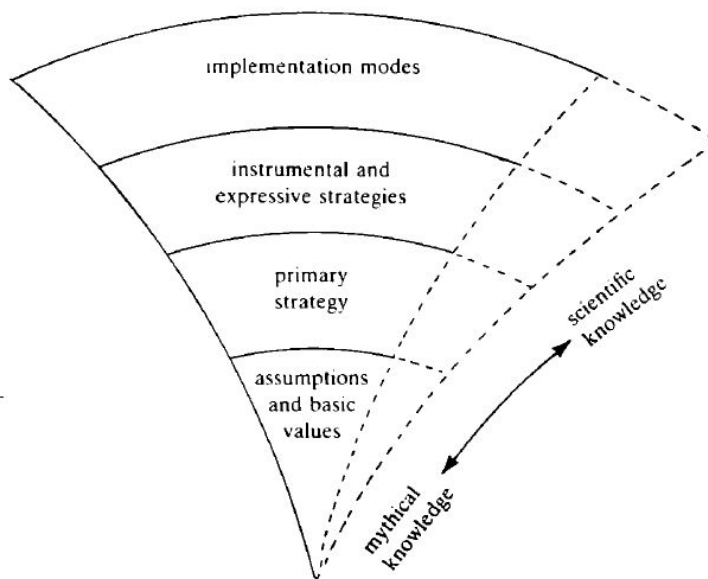 implementation modes
instrumental and
expressive strategies
primary
strategy
assumptions
and basic
values
scientific
knowledge
mythical
knowledge